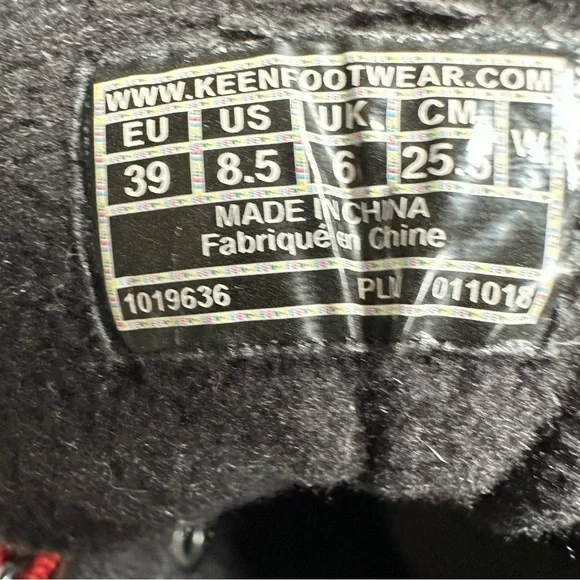 WWW.KEENFOOTWEAR.COM
EU US UK CM W
39 8.5 6 25.5
MADE IN CHINA
Fabriqué en Chine
1019636 011018